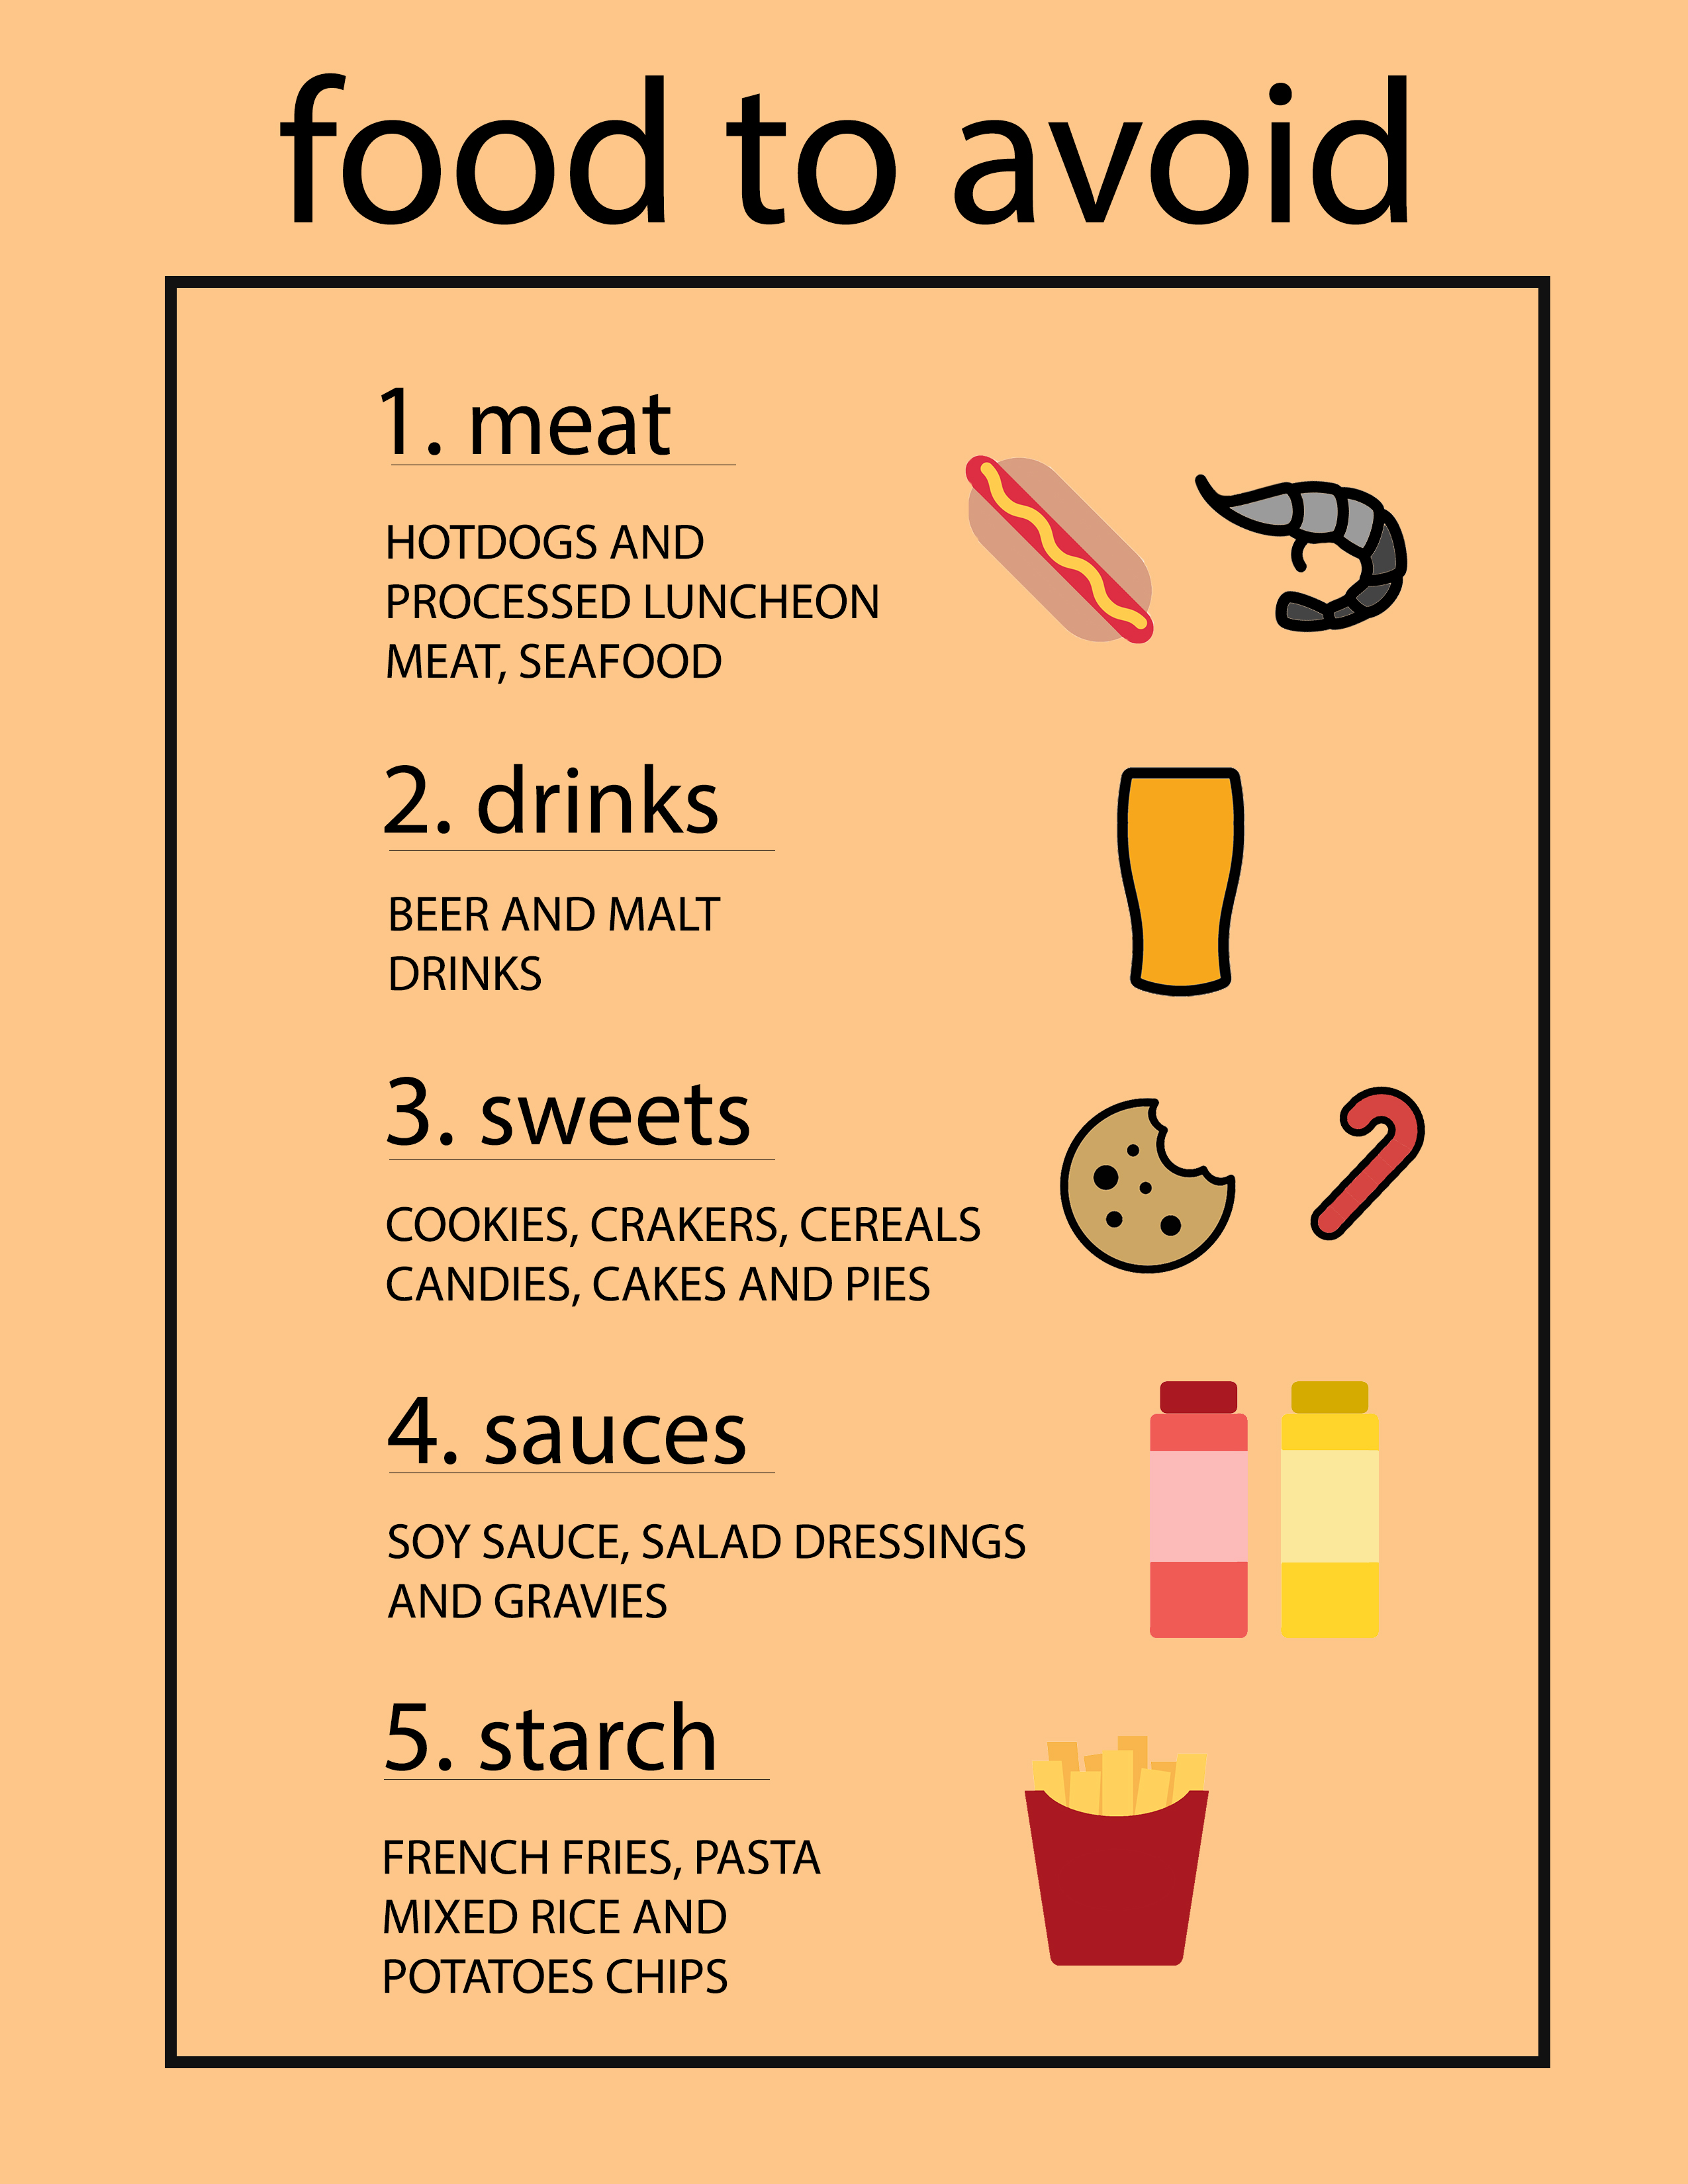 food to avoid
1. meat
HOTDOGS AND
PROCESSED LUNCHEON
MEAT, SEAFOOD
2. drinks
BEER AND MALT
DRINKS
3. sweets
COOKIES, CRAKERS, CEREALS
CANDIES, CAKES AND PIES
4. sauces
SOY SAUCE, SALAD DRESSINGS
AND GRAVIES
5. starch
FRENCH FRIES, PASTA
MIXED RICE AND
POTATOES CHIPS